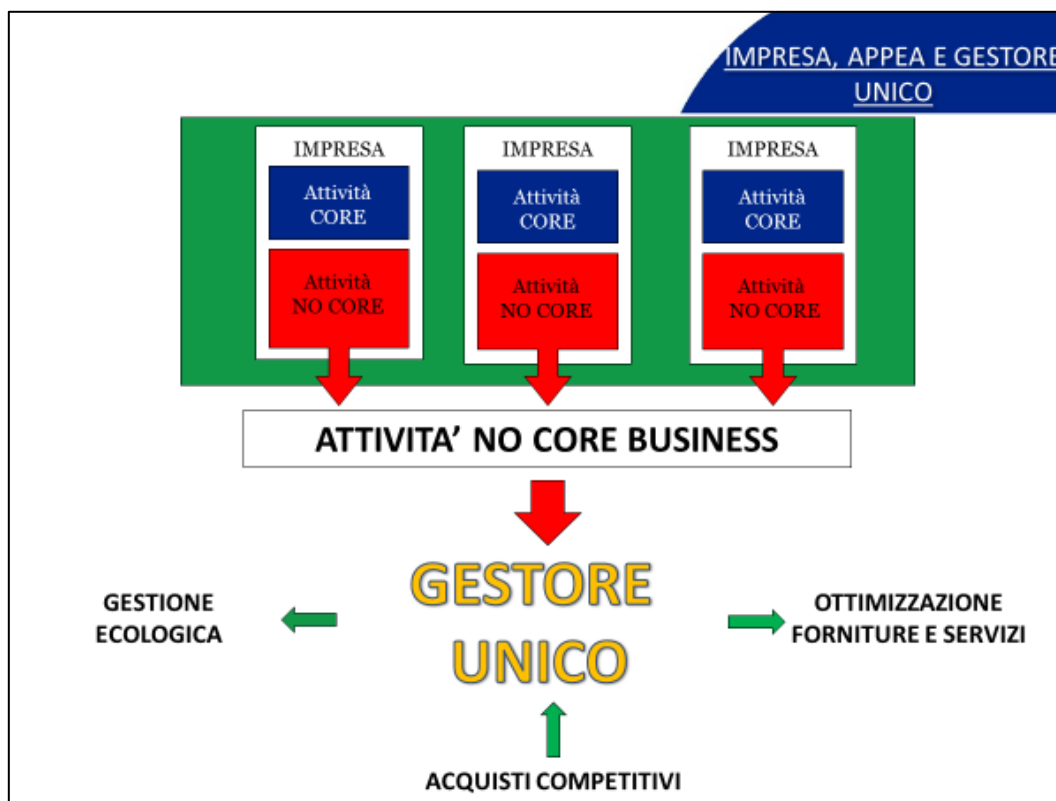 IMPRESA, APPEA E GESTORE
UNICO
IMPRESA
Attività
CORE
Attività
NO CORE
IMPRESA
Attività
CORE
Attività
NO CORE
IMPRESA
Attività
CORE
Attività
NO CORE
ATTIVITA’ NO CORE BUSINESS
GESTORE
UNICO
GESTIONE
ECOLOGICA
OTTIMIZZAZIONE
FORNITURE E SERVIZI
ACQUISTI COMPETITIVI